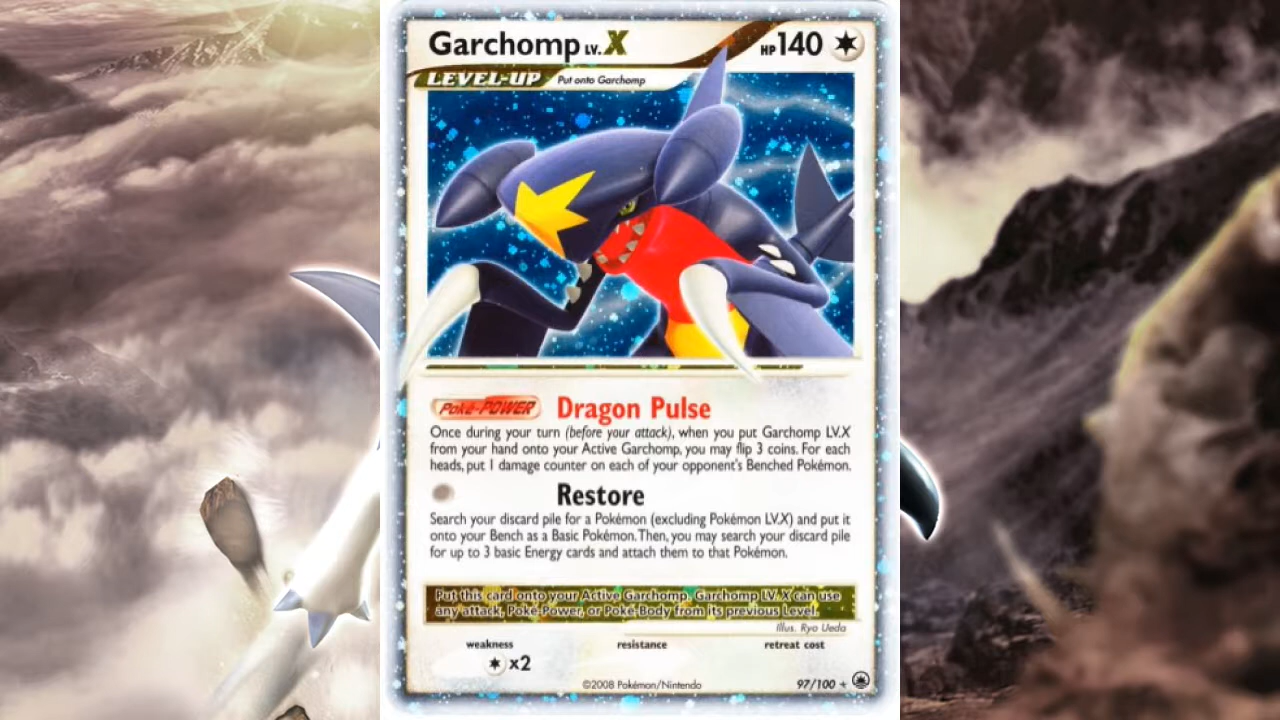 Garchomp LV.X HP 140
LEVEL-UP Put onto Garchomp
Poké-POWER Dragon Pulse
Once during your turn (before your attack), when you put Garchomp LV.X
from your hand onto your Active Garchomp, you may flip 3 coins. For each
heads, put 1 damage counter on each of your opponent's Benched Pokémon.
Restore
Search your discard pile for a Pokémon (excluding Pokémon LV.X) and put it
onto your Bench as a Basic Pokémon. Then, you may search your discard pile
for up to 3 basic Energy cards and attach them to that Pokémon.
Put this card onto your Active Garchomp. Garchomp LV.X can use
any attack, Poké-Power, or Poké-Body from its previous Level.
Illus. Ryo Ueda
weakness resistance retreat cost
x2
©2008 Pokémon/Nintendo 97/100